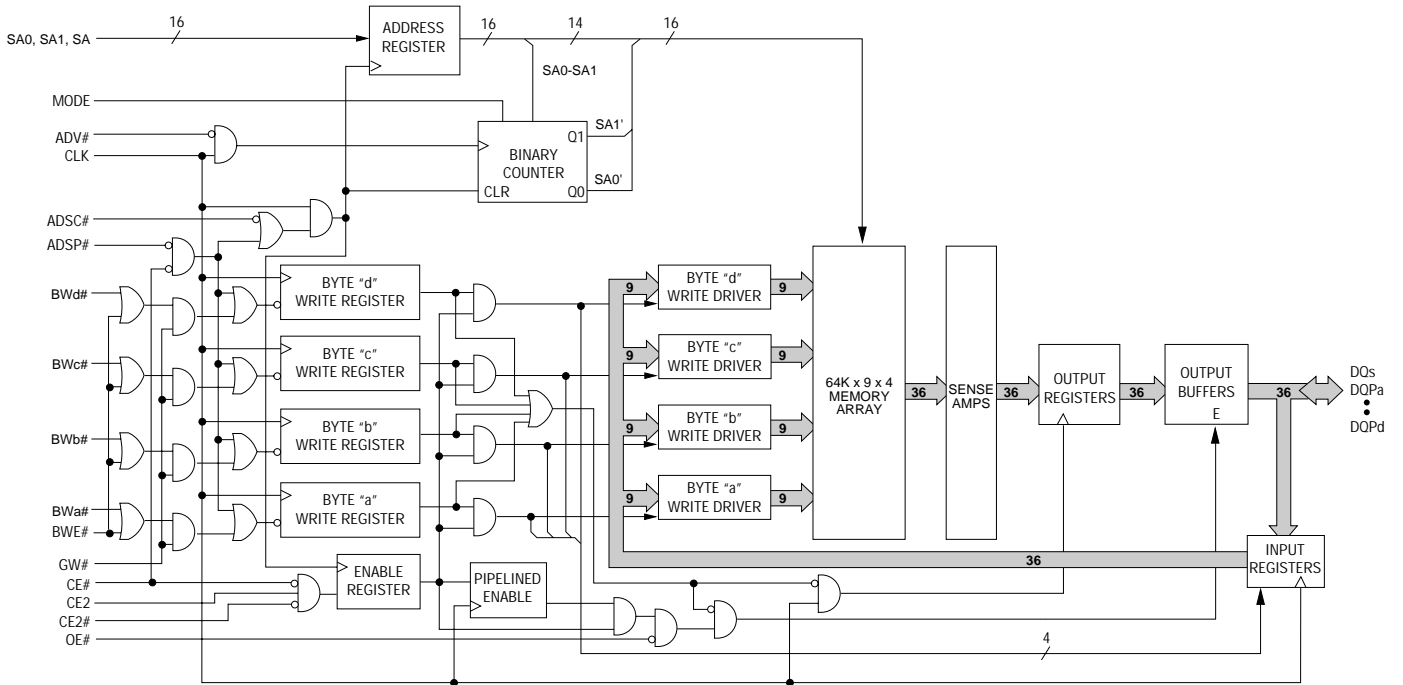 16
SA0, SA1, SA
ADDRESS
REGISTER
16
14
16
SA0-SA1
MODE
ADV#
CLK
BINARY
COUNTER
CLR
Q1
Q0
SA1'
SA0'
ADSC#
ADSP#
BWd#
BYTE "d"
WRITE REGISTER
BWc#
BYTE "c"
WRITE REGISTER
BWb#
BYTE "b"
WRITE REGISTER
BWa#
BWE#
BYTE "a"
WRITE REGISTER
GW#
CE#
CE2
CE2#
OE#
ENABLE
REGISTER
PIPELINED
ENABLE
9
BYTE "d"
WRITE DRIVER
9
9
BYTE "c"
WRITE DRIVER
9
9
BYTE "b"
WRITE DRIVER
9
9
BYTE "a"
WRITE DRIVER
9
64K x 9 x 4
MEMORY
ARRAY
36
SENSE
AMPS
36
OUTPUT
REGISTERS
36
OUTPUT
BUFFERS
E
36
DQs
DQPa
DQPd
INPUT
REGISTERS
36
4